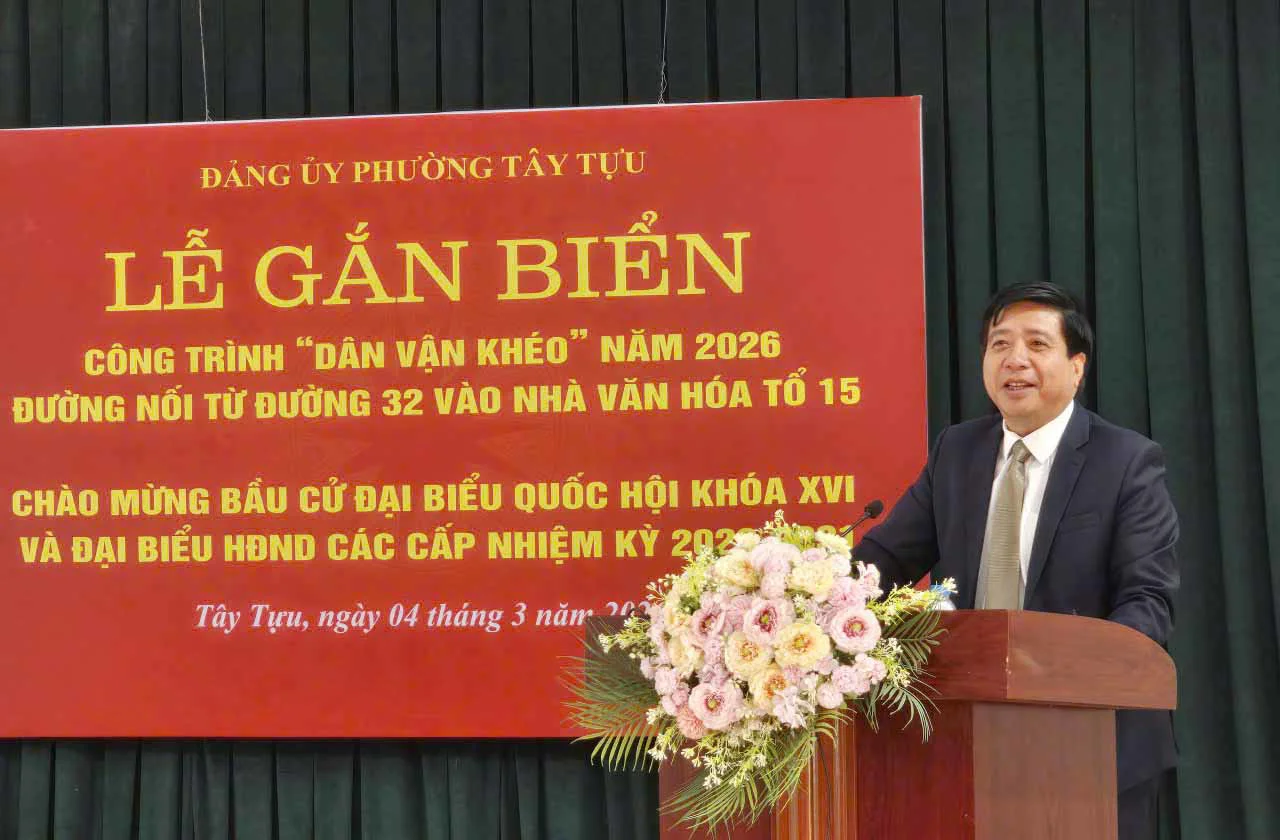 ĐẢNG ỦY PHƯỜNG TÂY TỰU
LỄ GẮN BIỂN
CÔNG TRÌNH “DÂN VẬN KHÉO” NĂM 2026
ĐƯỜNG NỐI TỪ ĐƯỜNG 32 VÀO NHÀ VĂN HÓA TỔ 15
CHÀO MỪNG BẦU CỬ ĐẠI BIỂU QUỐC HỘI KHÓA XVI
VÀ ĐẠI BIỂU HĐND CÁC CẤP NHIỆM KỲ
Tây Tựu, ngày 04 tháng 3 năm